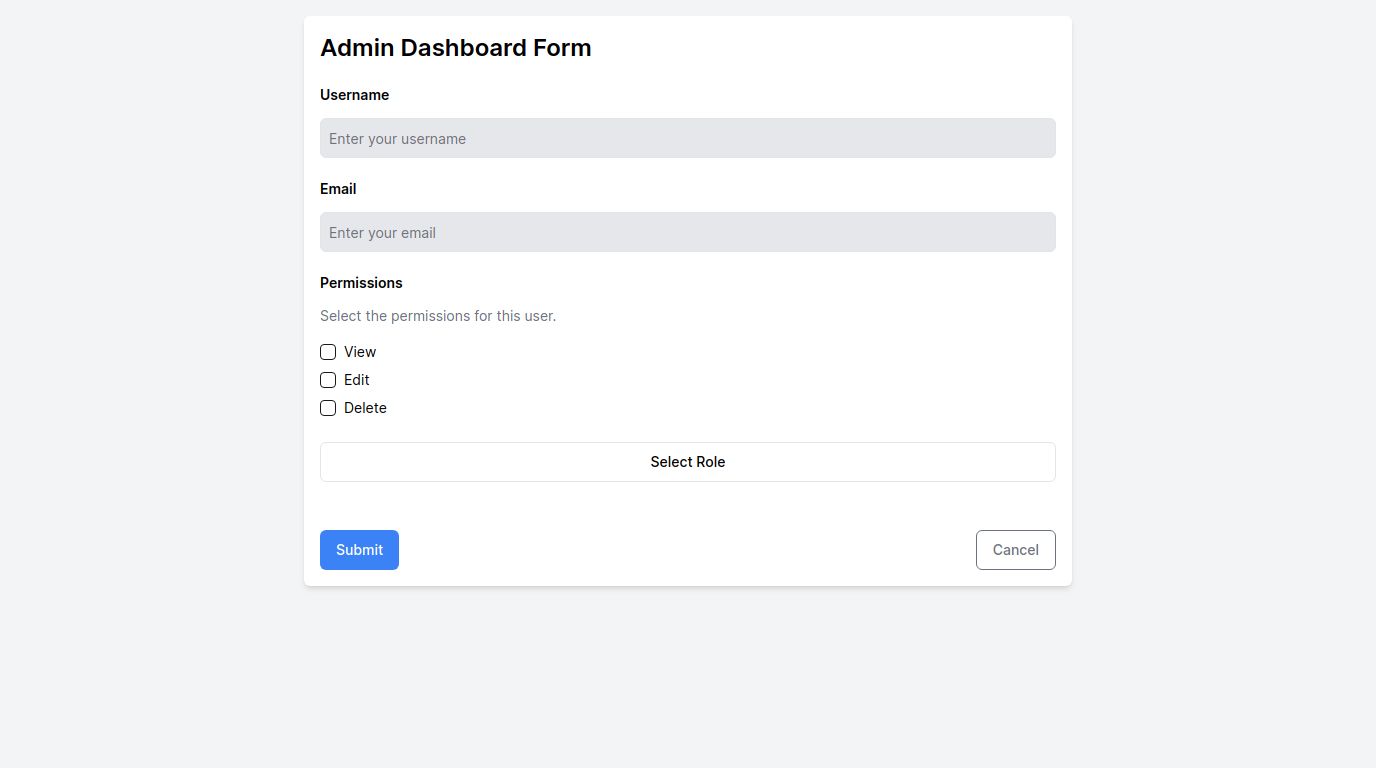 Admin Dashboard Form
Username
Enter your username
Email
Enter your email
Permissions
Select the permissions for this user.
View
Edit
Delete
Select Role
Submit
Cancel